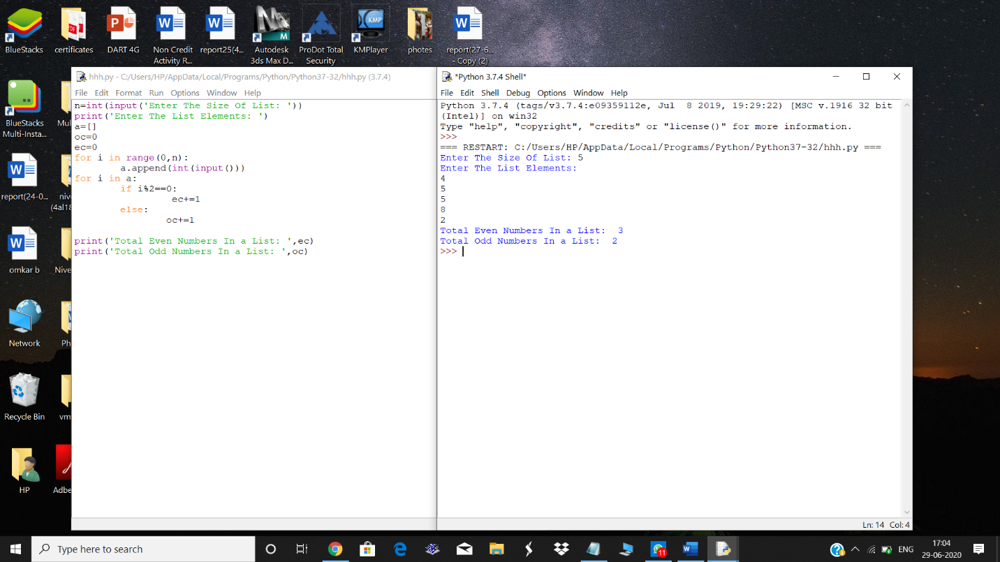 BlueStacks
certificates
DART 4G
Non Credit
Activity R...
report25(4...
Autodesk
3ds Max D...
ProDot Total
Security
KMPlayer
photes
report(27-6...
- Copy (2)
BlueStacks
Multi-Insta...
Mul
report(24-0...
nive
(4al18
omkar b
Nive
Network
Ph
Recycle Bin
vm
HP
Adbe
hhh.py - C:/Users/HP/AppData/Local/Programs/Python/Python37-32/hhh.py (3.7.4)
File Edit Format Run Options Window Help
n=int(input('Enter The Size Of List: '))
print('Enter The List Elements: ')
a=[]
oc=0
ec=0
for i in range(0,n):
        a.append(int(input()))
for i in a:
        if i%2==0:
                 ec+=1
        else:
                oc+=1
print('Total Even Numbers In a List: ',ec)
print('Total Odd Numbers In a List: ',oc)
*Python 3.7.4 Shell*
File Edit Shell Debug Options Window Help
Python 3.7.4 (tags/v3.7.4:e09359112e, Jul  8 2019, 19:29:22) [MSC v.1916 32 bit
(Intel)] on win32
Type "help", "copyright", "credits" or "license()" for more information.
>>>
=== RESTART: C:/Users/HP/AppData/Local/Programs/Python/Python37-32/hhh.py ===
Enter The Size Of List: 5
Enter The List Elements:
4
5
5
8
2
Total Even Numbers In a List:  3
Total Odd Numbers In a List:  2
>>>
Ln: 14 Col: 4
Type here to search
11
ENG
17:04
29-06-2020